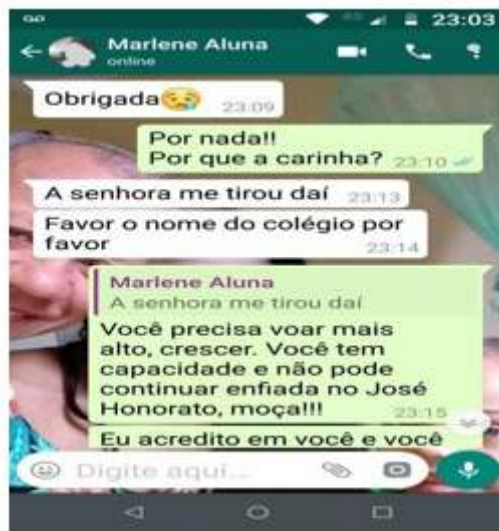 23:03
Marlene Aluna
online
Obrigada😢 23:09
Por nada!!
Por que a carinha? 23:10
A senhora me tirou daí 23:13
Favor o nome do colégio por
favor 23:14
Marlene Aluna
A senhora me tirou daí
Você precisa voar mais
alto, crescer. Você tem
capacidade e não pode
continuar enfiada no José
Honorato, moça!!! 23:15
Eu acredito em você e você
Digite aqui...